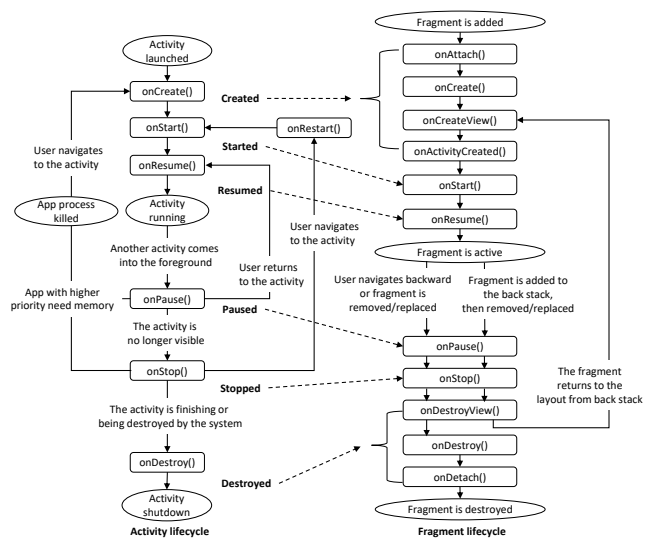 Activity
launched
onCreate()
onStart()
onRestart()
User navigates
to the activity
onResume()
App process
killed
Activity
running
User navigates
to the activity
Another activity comes
into the foreground
User returns
to the activity
App with higher
priority need memory
onPause()
The activity is
no longer visible
onStop()
The activity is finishing or
being destroyed by the system
onDestroy()
Activity
shutdown
Activity lifecycle
Created
Started
Resumed
Paused
Stopped
Destroyed
Fragment is added
onAttach()
onCreate()
onCreateView()
onActivityCreated()
onStart()
onResume()
Fragment is active
User navigates backward
or fragment is
removed/replaced
Fragment is added to
the back stack,
then removed/replaced
onPause()
onStop()
The fragment
returns to the
layout from back stack
onDestroyView()
onDestroy()
onDetach()
Fragment is destroyed
Fragment lifecycle